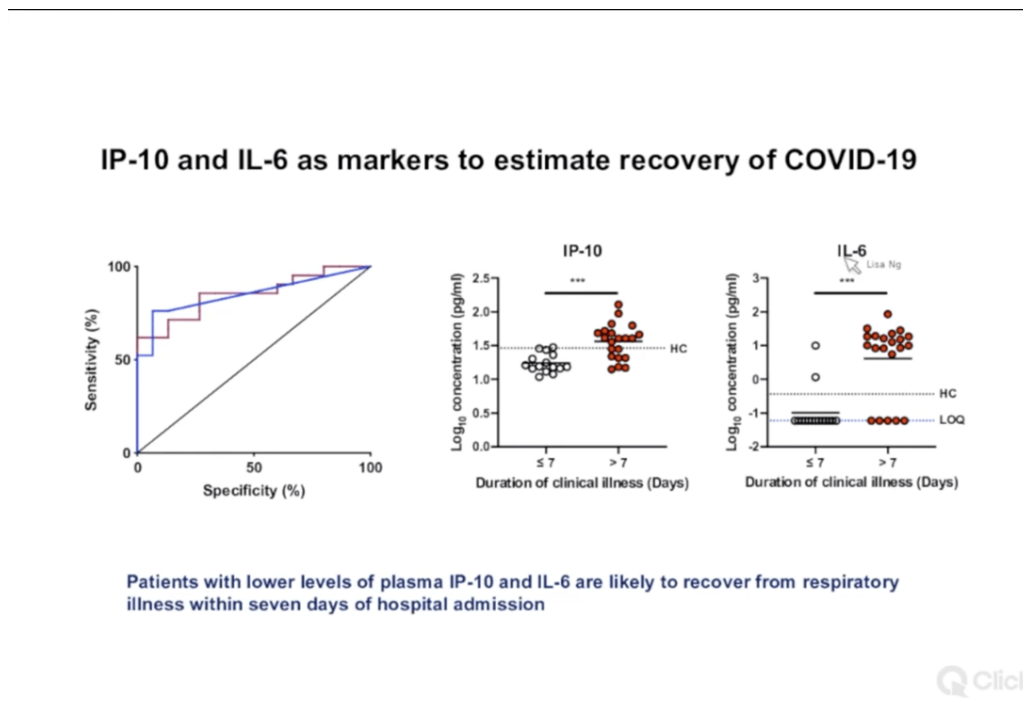 IP-10 and IL-6 as markers to estimate recovery of COVID-19
100
50
0
Sensitivity (%)
0 50 100
Specificity (%)
IP-10
***
2.5
2.0
1.5
1.0
0.5
0.0
Log10 concentration (pg/ml)
HC
≤ 7 > 7
Duration of clinical illness (Days)
IL-6
Lisa Ng
***
3
2
1
0
-1
-2
Log10 concentration (pg/ml)
HC
LOQ
≤ 7 > 7
Duration of clinical illness (Days)
Patients with lower levels of plasma IP-10 and IL-6 are likely to recover from respiratory
illness within seven days of hospital admission